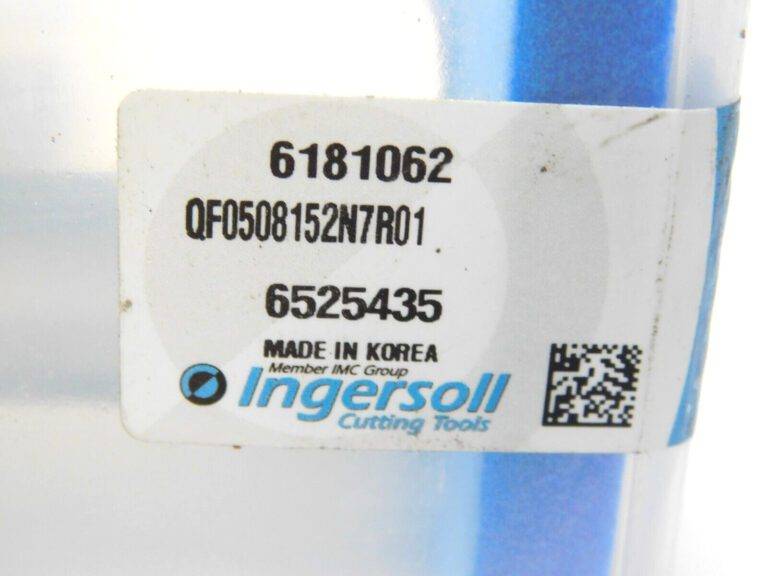 6181062
QF0508152N7R01
6525435
MADE IN KOREA
Member IMC Group
Ingersoll
Cutting Tools